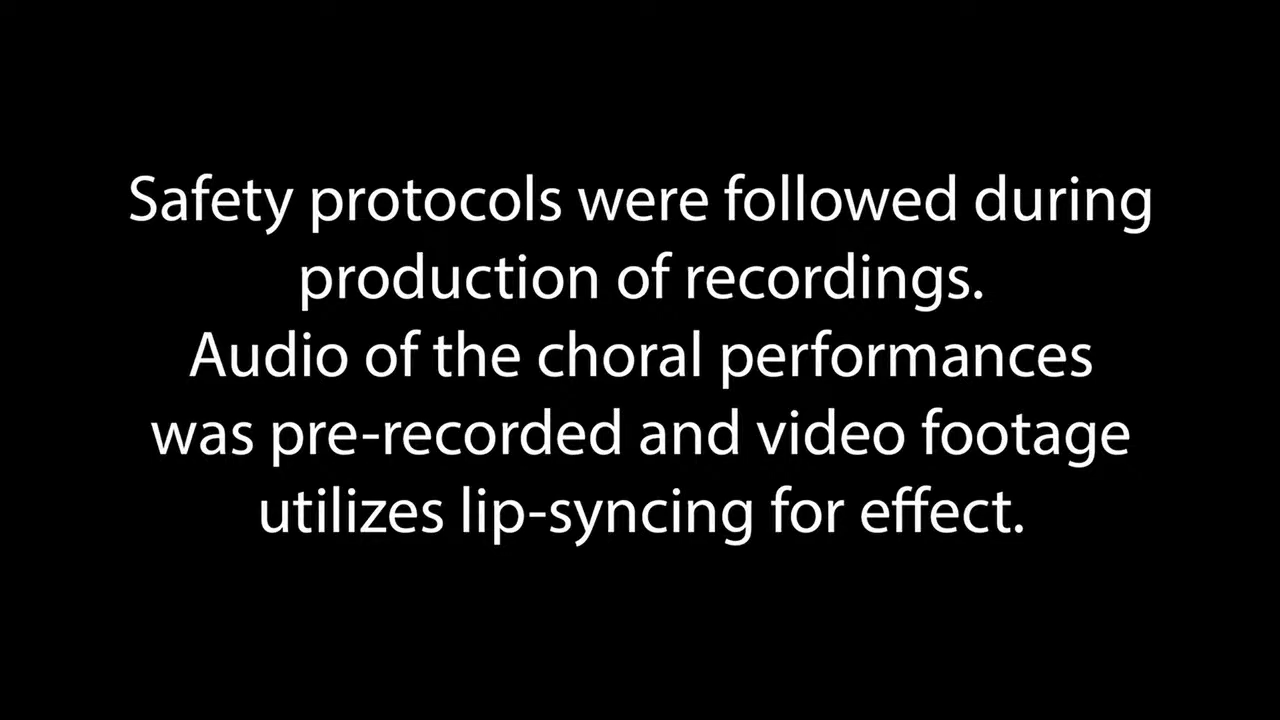 Safety protocols were followed during
production of recordings.
Audio of the choral performances
was pre-recorded and video footage
utilizes lip-syncing for effect.